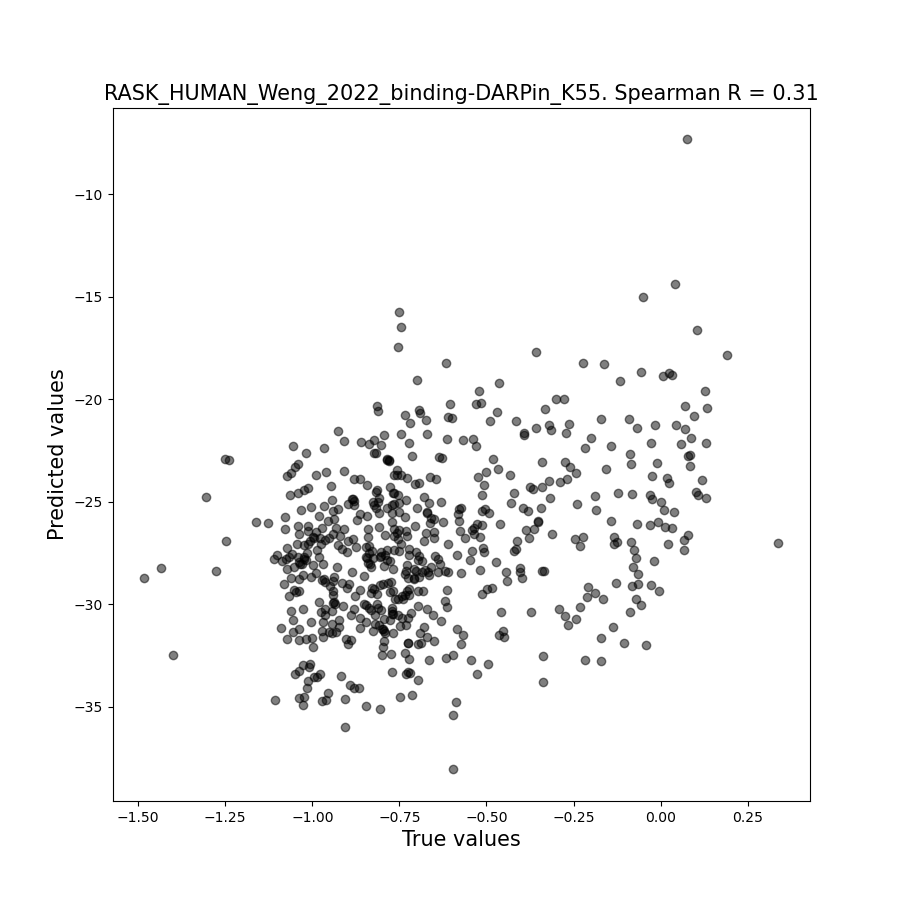 RASK_HUMAN_Weng_2022_binding-DARPin_K55. Spearman R = 0.31
Predicted values
−10
−15
−20
−25
−30
−35
−1.50 −1.25 −1.00 −0.75 −0.50 −0.25 0.00 0.25
True values